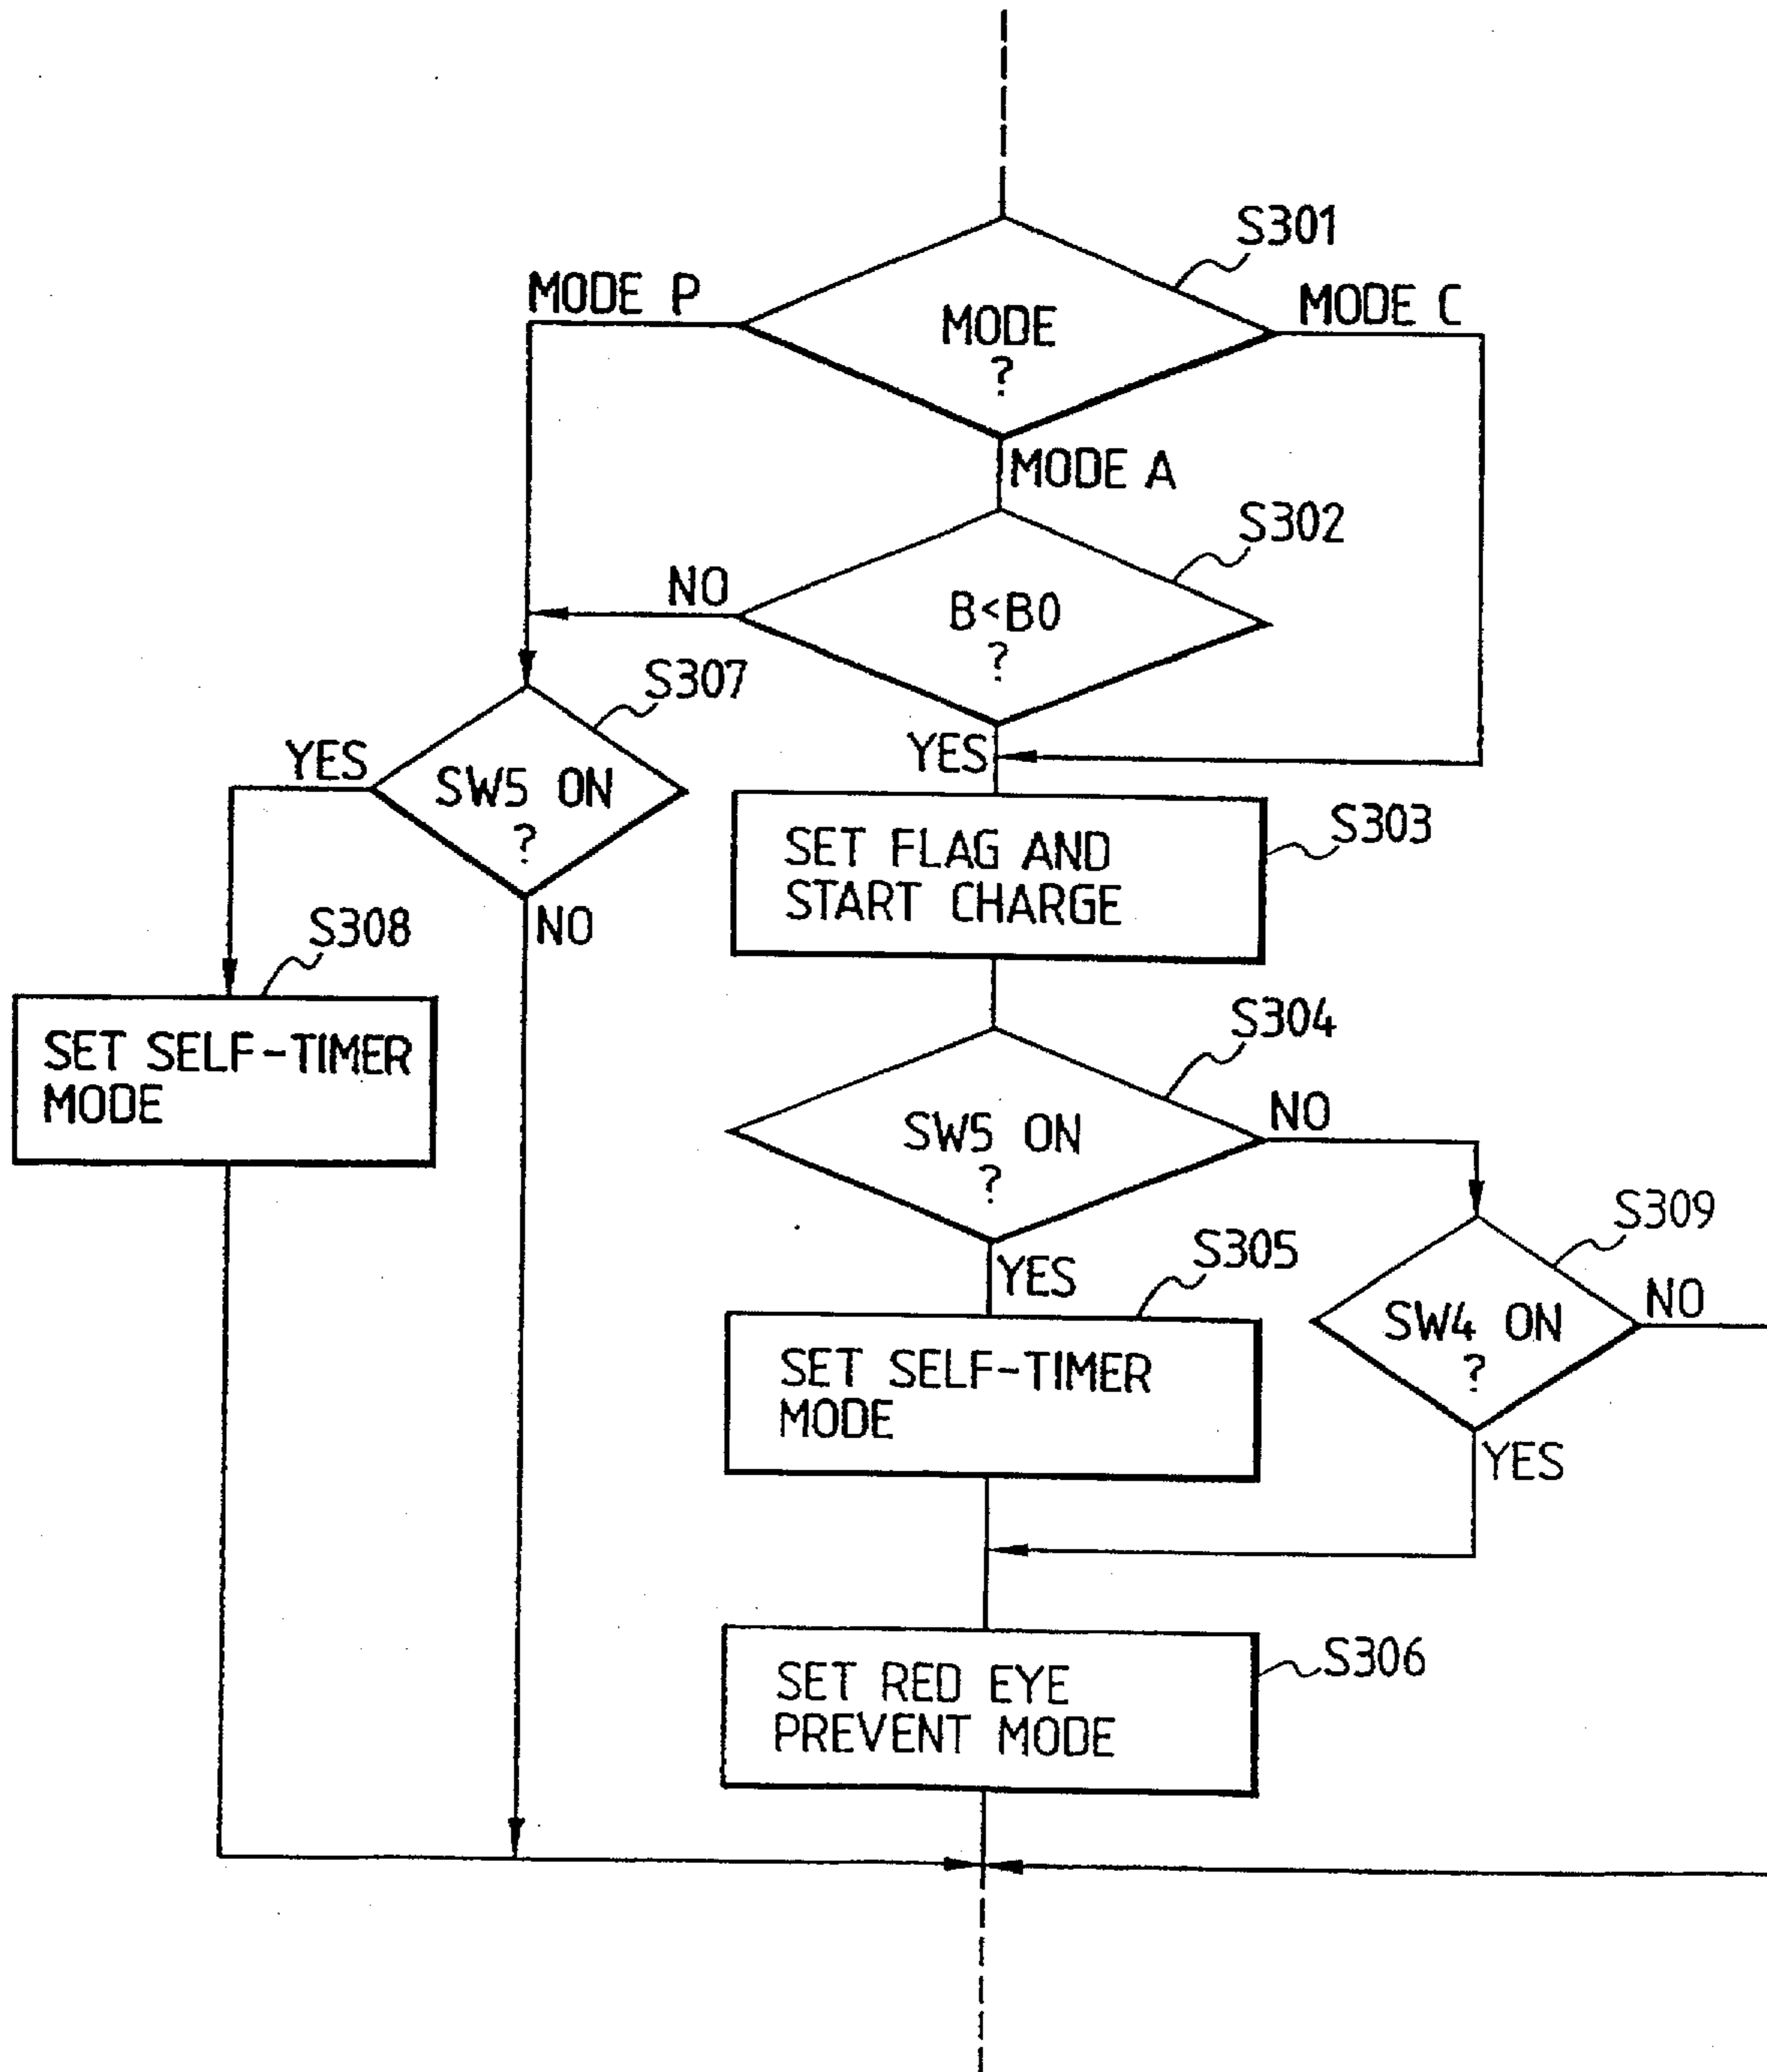 S301
MODE P
MODE C
MODE
?
MODE A
S302
NO
B<B0
?
S307
YES
YES
SW5 ON
?
S303
SET FLAG AND
START CHARGE
S308
NO
SET SELF-TIMER
MODE
S304
NO
SW5 ON
?
S309
S305
YES
NO
SW4 ON
?
SET SELF-TIMER
MODE
YES
S306
SET RED EYE
PREVENT MODE